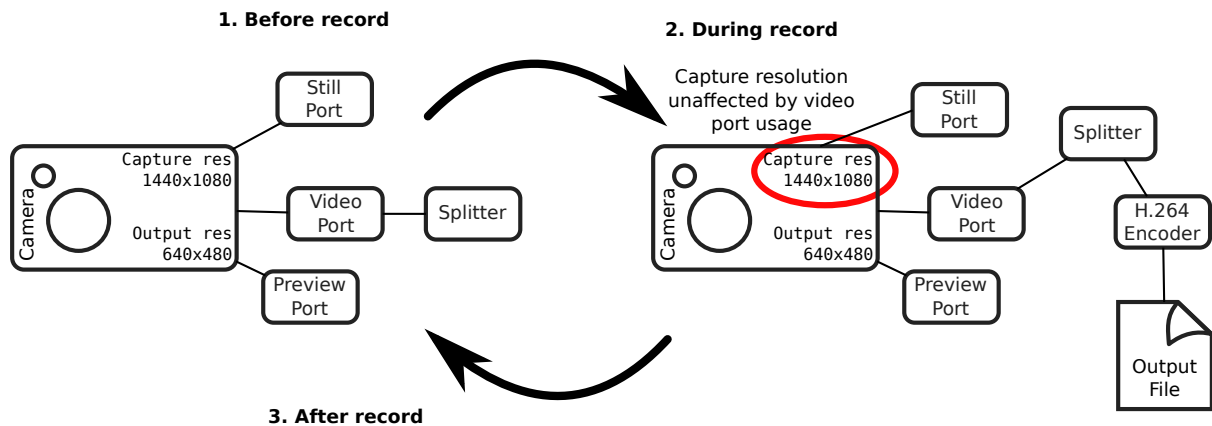 1. Before record
Still
Port
Camera
Capture res
1440x1080
Output res
640x480
Video
Port
Splitter
Preview
Port
2. During record
Capture resolution
unaffected by video
port usage
Still
Port
Camera
Capture res
1440x1080
Output res
640x480
Video
Port
Splitter
H.264
Encoder
Preview
Port
Output
File
3. After record